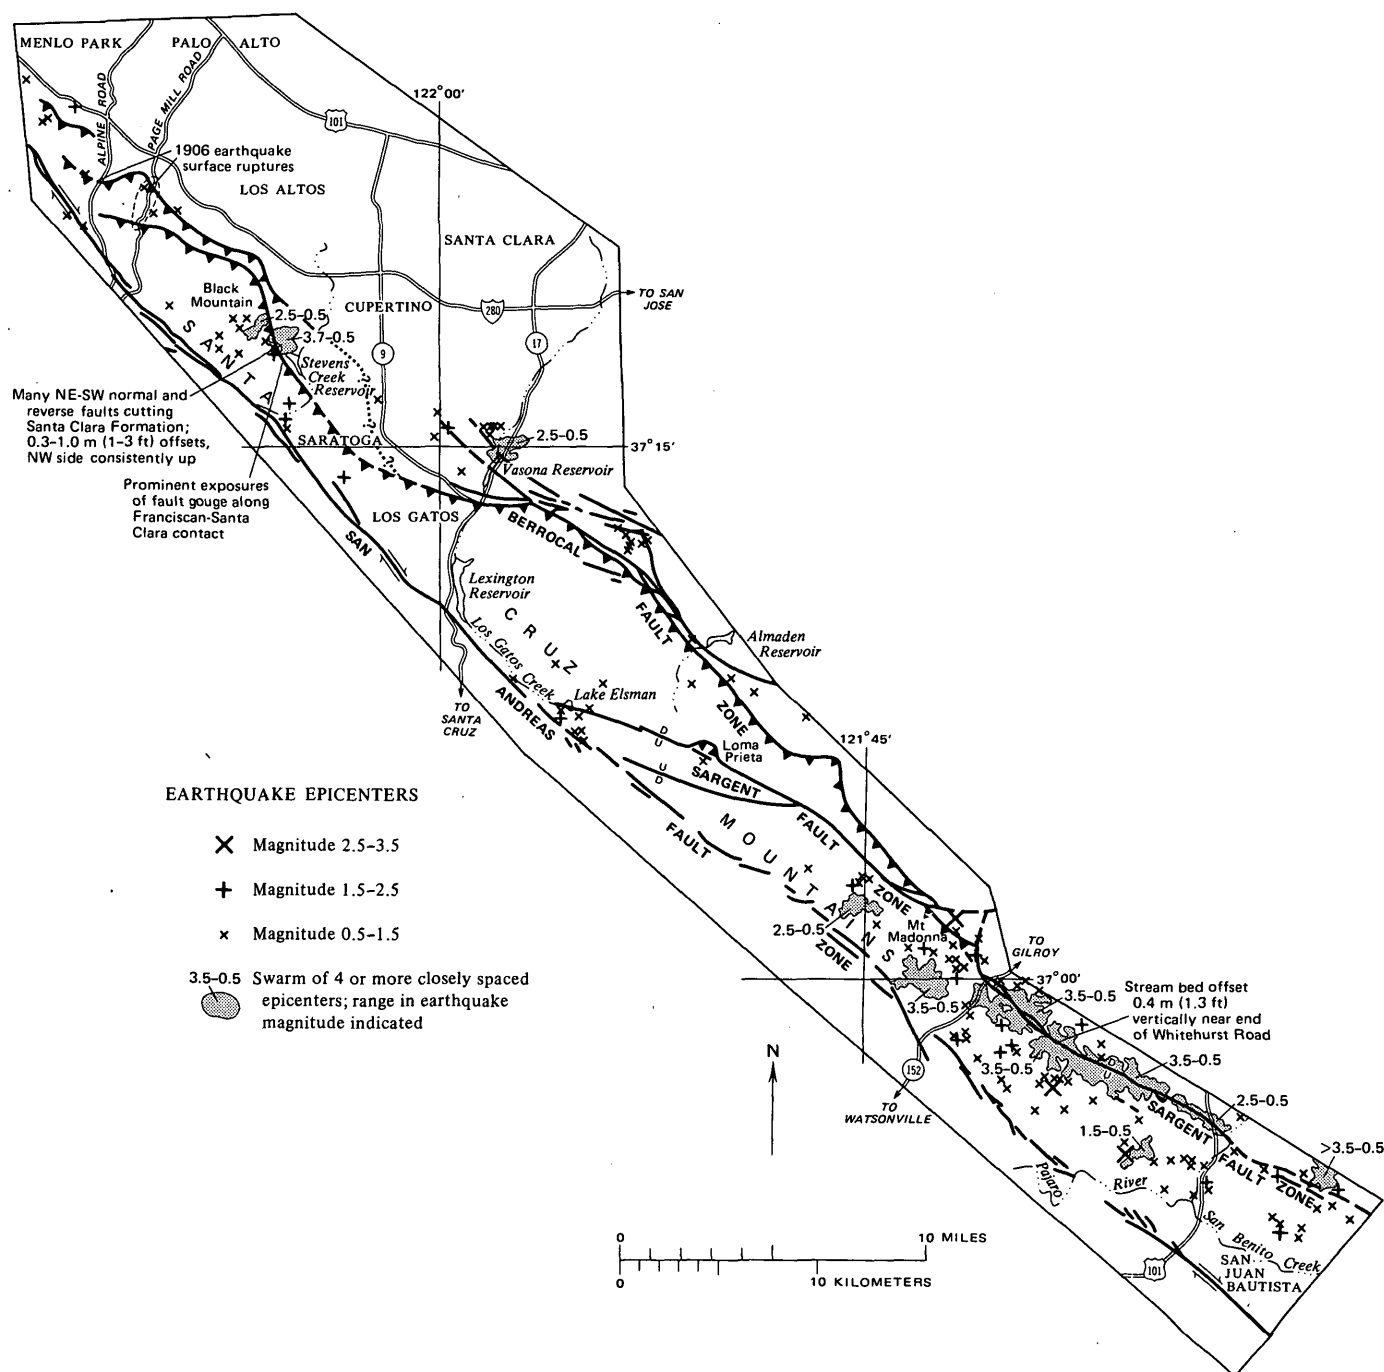 MENLO PARK
PALO ALTO
ALPINE ROAD
PAGE MILL ROAD
122°00'
101
1906 earthquake
surface ruptures
LOS ALTOS
SANTA CLARA
Black
Mountain
CUPERTINO
280
TO SAN
JOSE
2.5-0.5
3.7-0.5
9
17
Stevens
Creek
Reservoir
SANTA
Many NE-SW normal and
reverse faults cutting
Santa Clara Formation;
0.3-1.0 m (1-3 ft) offsets,
NW side consistently up
?
SARATOGA
?
2.5-0.5
37°15'
Vasona Reservoir
Prominent exposures
of fault gouge along
Franciscan-Santa
Clara contact
LOS GATOS
BERROCAL
SAN
Lexington
Reservoir
FAULT
CRUZ
Los Gatos Creek
Almaden
Reservoir
ANDREAS
Lake Elsman
TO
SANTA
CRUZ
ZONE
D
U
Loma
Prieta
121°45'
U
D
SARGENT
EARTHQUAKE EPICENTERS
FAULT
MOUNTAINS
FAULT
Magnitude 2.5-3.5
Magnitude 1.5-2.5
ZONE
Magnitude 0.5-1.5
2.5-0.5
Mt
Madonna
ZONE
TO
GILROY
37°00'
3.5-0.5
Swarm of 4 or more closely spaced
epicenters; range in earthquake
magnitude indicated
3.5-0.5
3.5-0.5
Stream bed offset
0.4 m (1.3 ft)
vertically near end
of Whitehurst Road
N
152
3.5-0.5
3.5-0.5
D
U
TO
WATSONVILLE
2.5-0.5
SARGENT
1.5-0.5
>3.5-0.5
FAULT
ZONE
Pajaro
River
San Benito Creek
0
10 MILES
0
10 KILOMETERS
101
SAN
JUAN
BAUTISTA